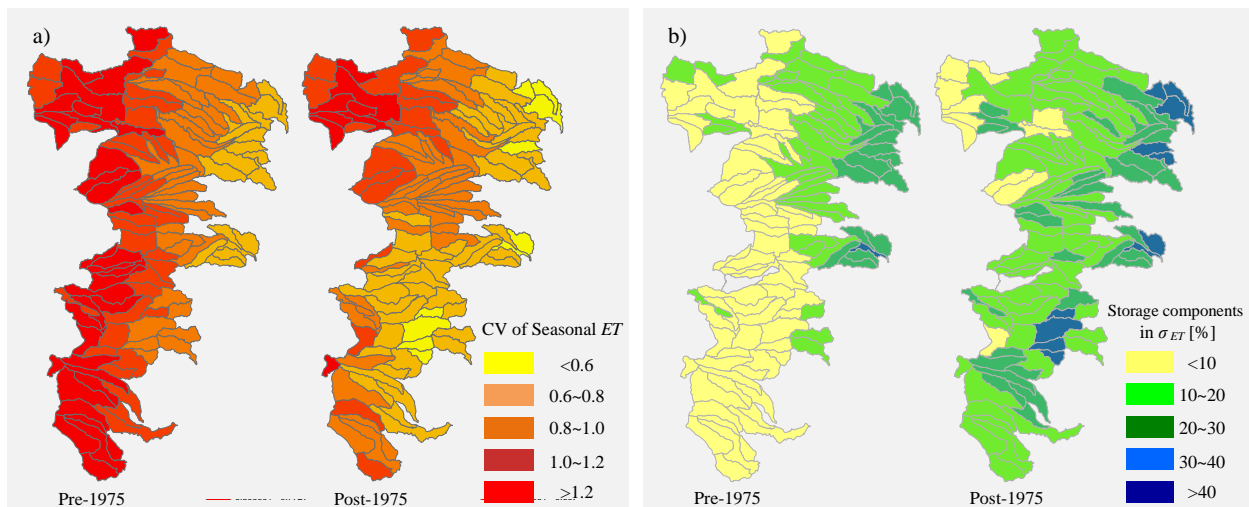 a)
CV of Seasonal ET
<0.6
0.6~0.8
0.8~1.0
1.0~1.2
>1.2
Pre-1975
Post-1975
b)
Storage components
in σ ET [%]
<10
10~20
20~30
30~40
>40
Pre-1975
Post-1975